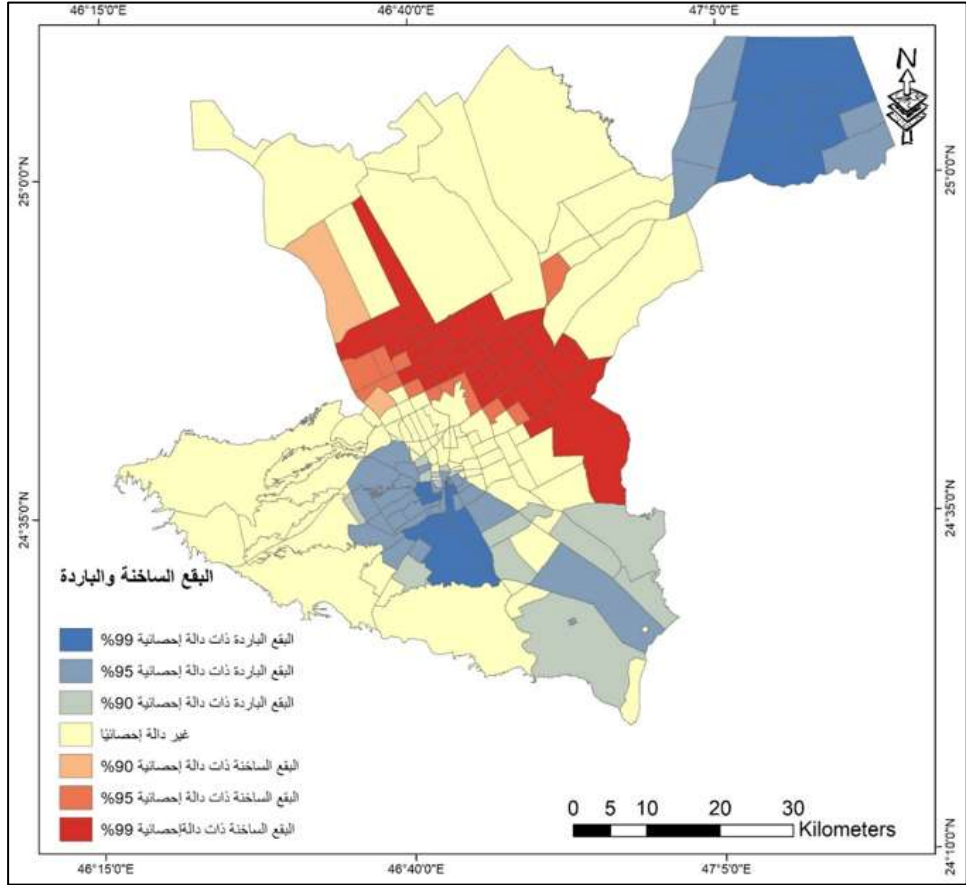 46°15'0"E 46°40'0"E 47°5'0"E
N
25°0'0"N 25°0'0"N
24°35'0"N 24°35'0"N
البقع الساخنة والباردة
البقع الباردة ذات دالة إحصائية 99%
البقع الباردة ذات دالة إحصائية 95%
البقع الباردة ذات دالة إحصائية 90%
غير دالة إحصائيًا
البقع الساخنة ذات دالة إحصائية 90%
البقع الساخنة ذات دالة إحصائية 95%
البقع الساخنة ذات دالةإحصائية 99%
0 5 10 20 30
Kilometers
24°10'0"N
46°15'0"E 46°40'0"E 47°5'0"E